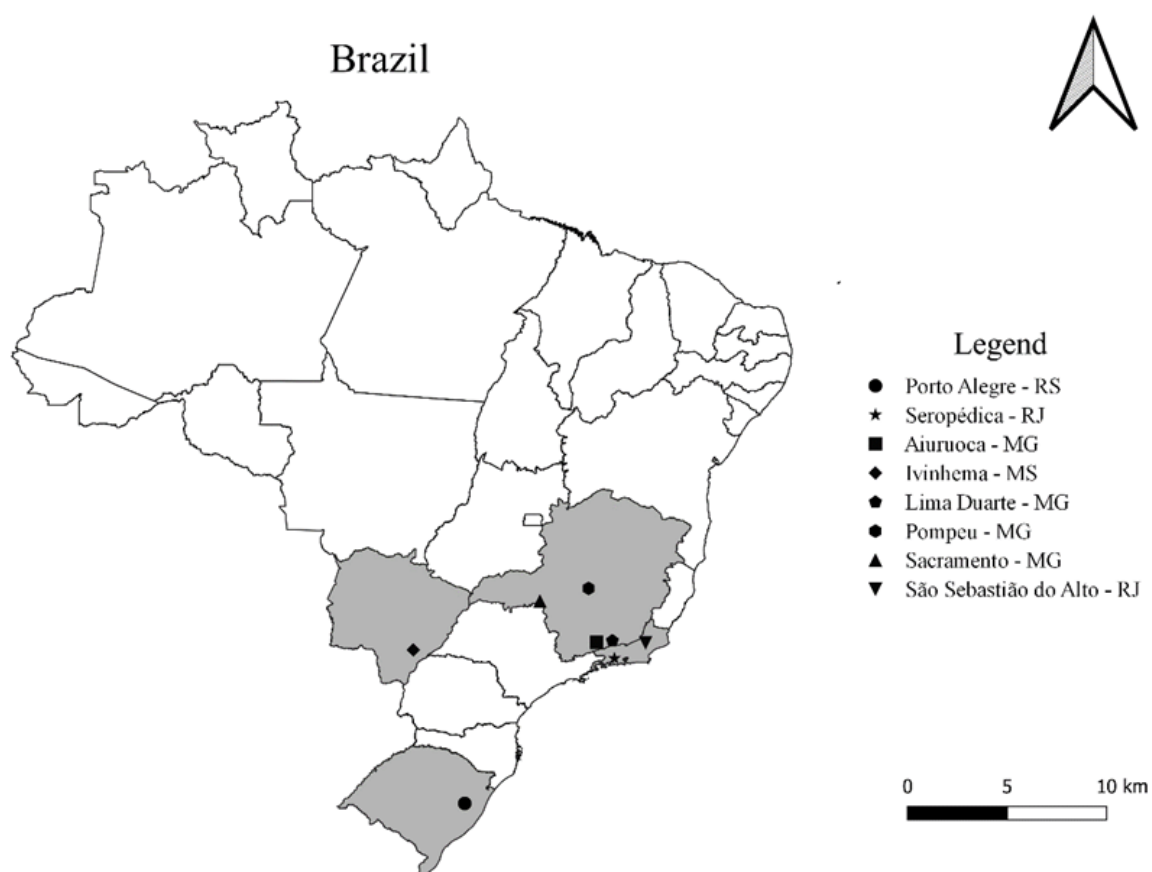 Brazil
Legend
Porto Alegre - RS
Seropédica - RJ
Aiuruoca - MG
Ivinhema - MS
Lima Duarte - MG
Pompeu - MG
Sacramento - MG
São Sebastião do Alto - RJ
0 5 10 km